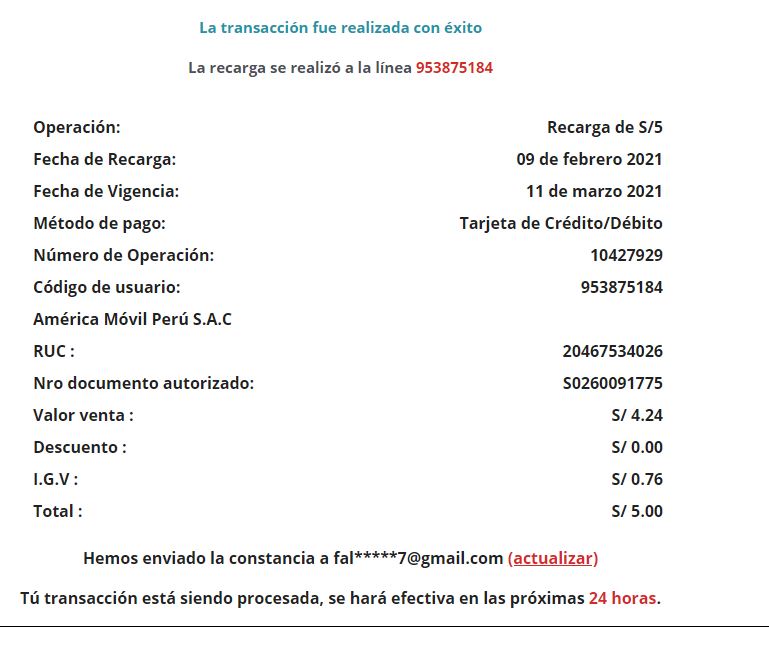 La transacción fue realizada con éxito
La recarga se realizó a la línea 953875184
Operación: Recarga de S/5
Fecha de Recarga: 09 de febrero 2021
Fecha de Vigencia: 11 de marzo 2021
Método de pago: Tarjeta de Crédito/Débito
Número de Operación: 10427929
Código de usuario: 953875184
América Móvil Perú S.A.C
RUC : 20467534026
Nro documento autorizado: S0260091775
Valor venta : S/ 4.24
Descuento : S/ 0.00
I.G.V : S/ 0.76
Total : S/ 5.00
Hemos enviado la constancia a fal*****7@gmail.com (actualizar)
Tú transacción está siendo procesada, se hará efectiva en las próximas 24 horas.